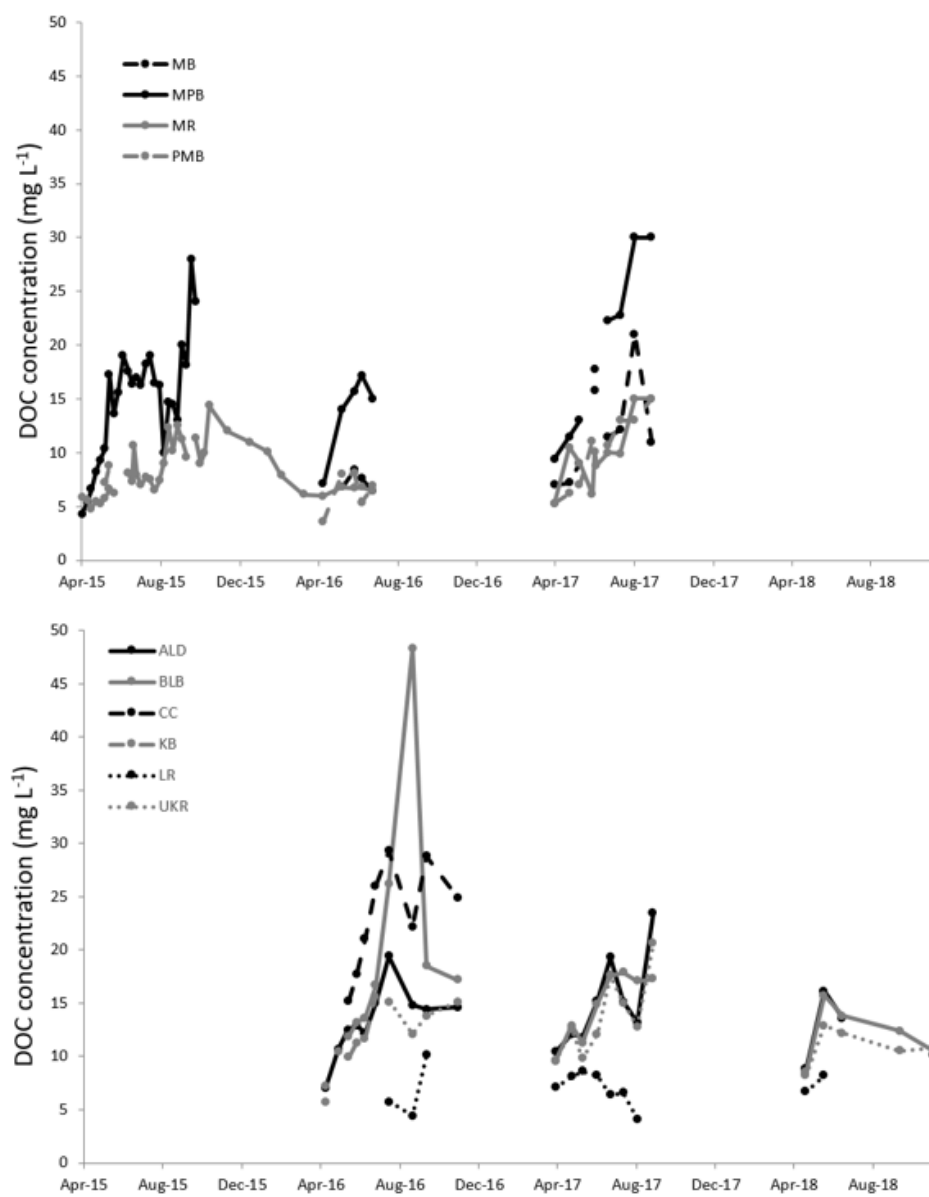 50
45
40
35
30
25
20
15
10
5
0
DOC concentration (mg L-1)
MB
MPB
MR
PMB
Apr-15 Aug-15 Dec-15 Apr-16 Aug-16 Dec-16 Apr-17 Aug-17 Dec-17 Apr-18 Aug-18
50
45
40
35
30
25
20
15
10
5
0
DOC concentration (mg L-1)
ALD
BLB
CC
KB
LR
UKR
Apr-15 Aug-15 Dec-15 Apr-16 Aug-16 Dec-16 Apr-17 Aug-17 Dec-17 Apr-18 Aug-18